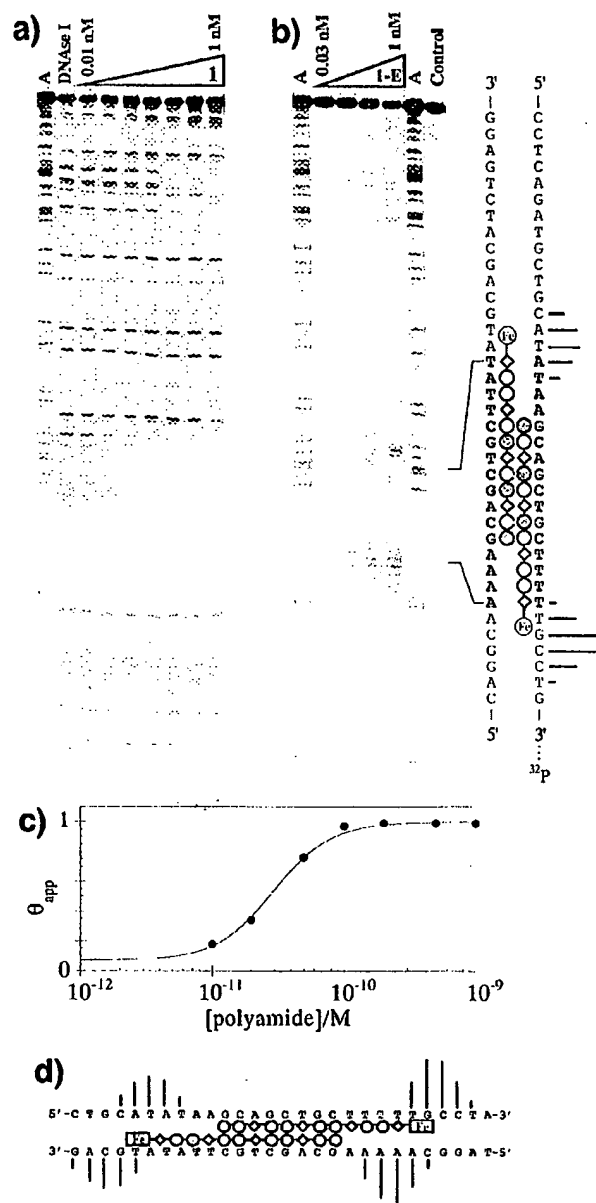 a)
A
DNAse I
0.01 nM
1 nM
1
b)
A
0.03 nM
1 nM
1-E
A
Control
3'-GGAGTCTACGACGTATATTCGTCGACGAAAACGGAC-5'
5'-CCTCAGATGCTGCATATAAGCAGCTGCTTTTGCCTG-3'
32P
Fe
Fe
c)
1
θapp
0
10-12 10-11 10-10 10-9
[polyamide]/M
d)
5'-C T G C A T A T A A G C A G C T G C T T T T G C C T A-3'
Fe
Fe
3'-G A C G T A T A T T C G T C G A C G A A A A C G G A T-5'